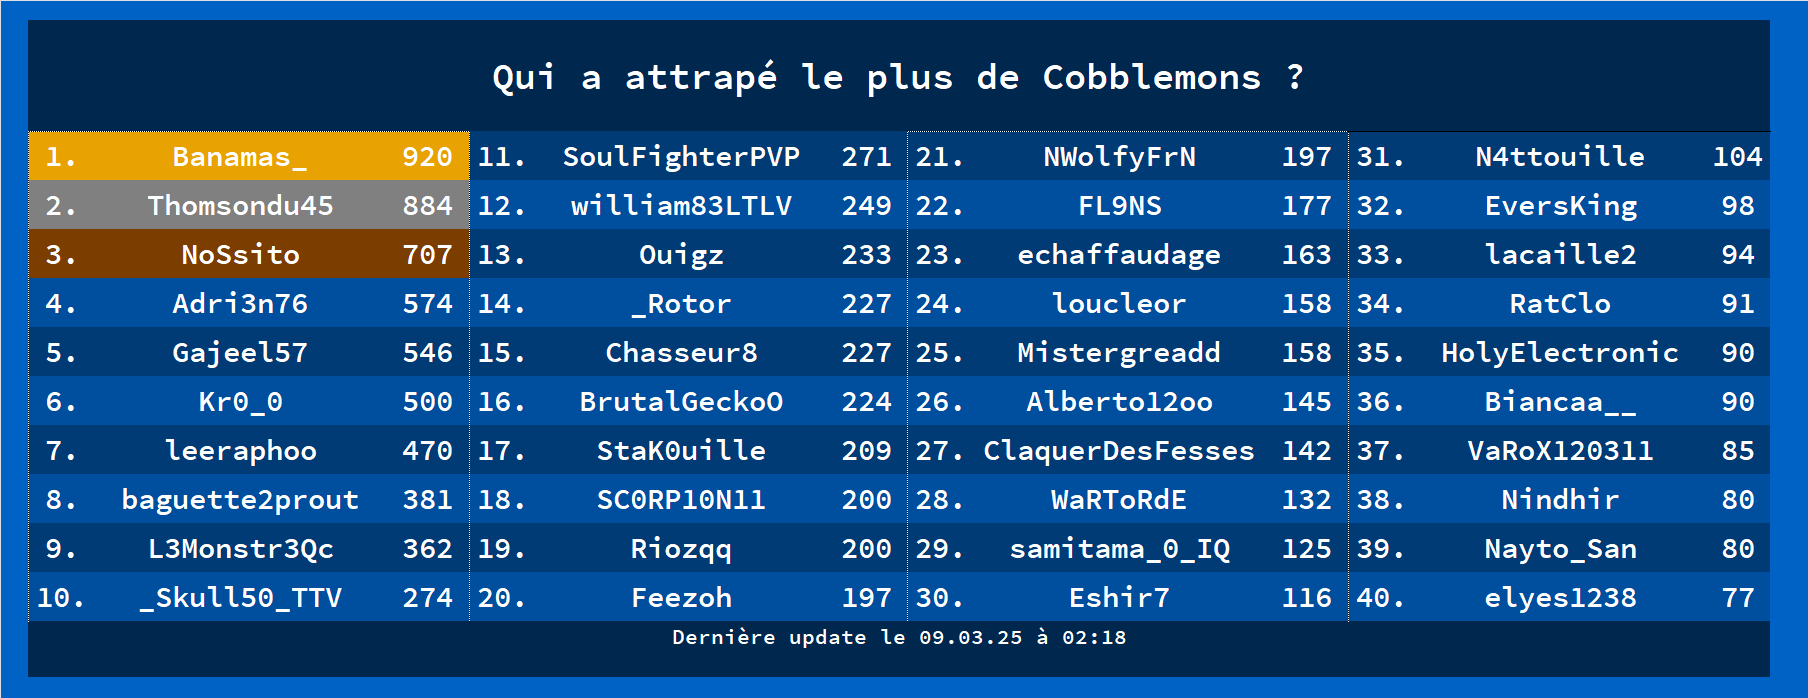 Qui a attrapé le plus de Cobblemons ?
1. Banamas_ 920 11. SoulFighterPVP 271 21. NWolfyFrN 197 31. N4ttouille 104
2. Thomsondu45 884 12. william83LTLV 249 22. FL9NS 177 32. EversKing 98
3. NoSsito 707 13. Ouigz 233 23. echaffaudage 163 33. lacaille2 94
4. Adri3n76 574 14. _Rotor 227 24. loucleor 158 34. RatClo 91
5. Gajeel57 546 15. Chasseur8 227 25. Mistergreadd 158 35. HolyElectronic 90
6. Kr0_0 500 16. BrutalGeckoO 224 26. Alberto12oo 145 36. Biancaa__ 90
7. leeraphoo 470 17. StaK0uille 209 27. ClaquerDesFesses 142 37. VaRoX120311 85
8. baguette2prout 381 18. SC0RP10N11 200 28. WaRToRdE 132 38. Nindhir 80
9. L3Monstr3Qc 362 19. Riozqq 200 29. samitama_0_IQ 125 39. Nayto_San 80
10. _Skull50_TTV 274 20. Feezoh 197 30. Eshir7 116 40. elyes1238 77
Dernière update le 09.03.25 à 02:18